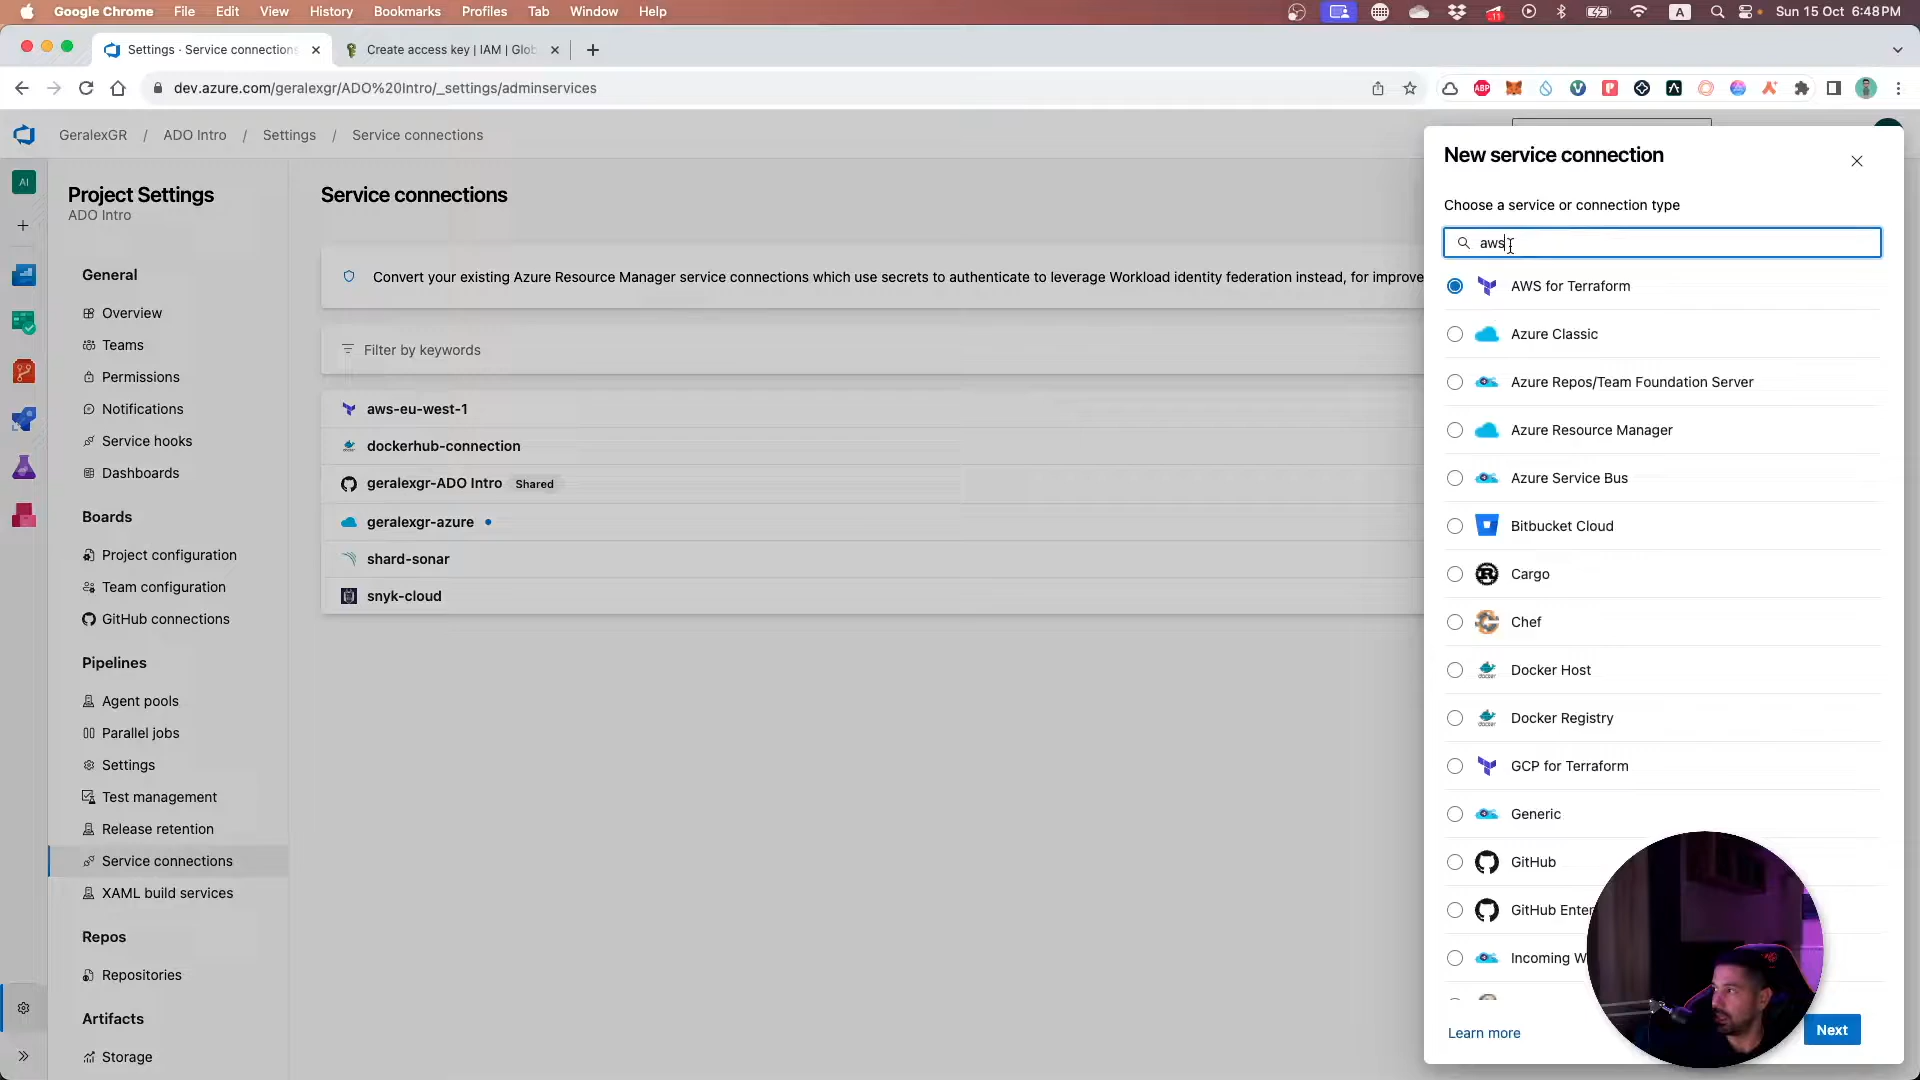 Google Chrome File Edit View History Bookmarks Profiles Tab Window Help
11
A
Sun 15 Oct 6:48PM
Settings · Service connections
Create access key | IAM | Glob
dev.azure.com/geralexgr/ADO%20Intro/_settings/adminservices
ABP
GeralexGR / ADO Intro / Settings / Service connections
AI
Project Settings
ADO Intro
General
Overview
Teams
Permissions
Notifications
Service hooks
Dashboards
Boards
Project configuration
Team configuration
GitHub connections
Pipelines
Agent pools
Parallel jobs
Settings
Test management
Release retention
Service connections
XAML build services
Repos
Repositories
Artifacts
Storage
Service connections
Convert your existing Azure Resource Manager service connections which use secrets to authenticate to leverage Workload identity federation instead, for improve
Filter by keywords
aws-eu-west-1
dockerhub-connection
geralexgr-ADO Intro Shared
geralexgr-azure
shard-sonar
snyk-cloud
New service connection
Choose a service or connection type
aws
AWS for Terraform
Azure Classic
Azure Repos/Team Foundation Server
Azure Resource Manager
Azure Service Bus
Bitbucket Cloud
Cargo
Chef
Docker Host
Docker Registry
GCP for Terraform
Generic
GitHub
GitHub Enter
Incoming W
Learn more
Next